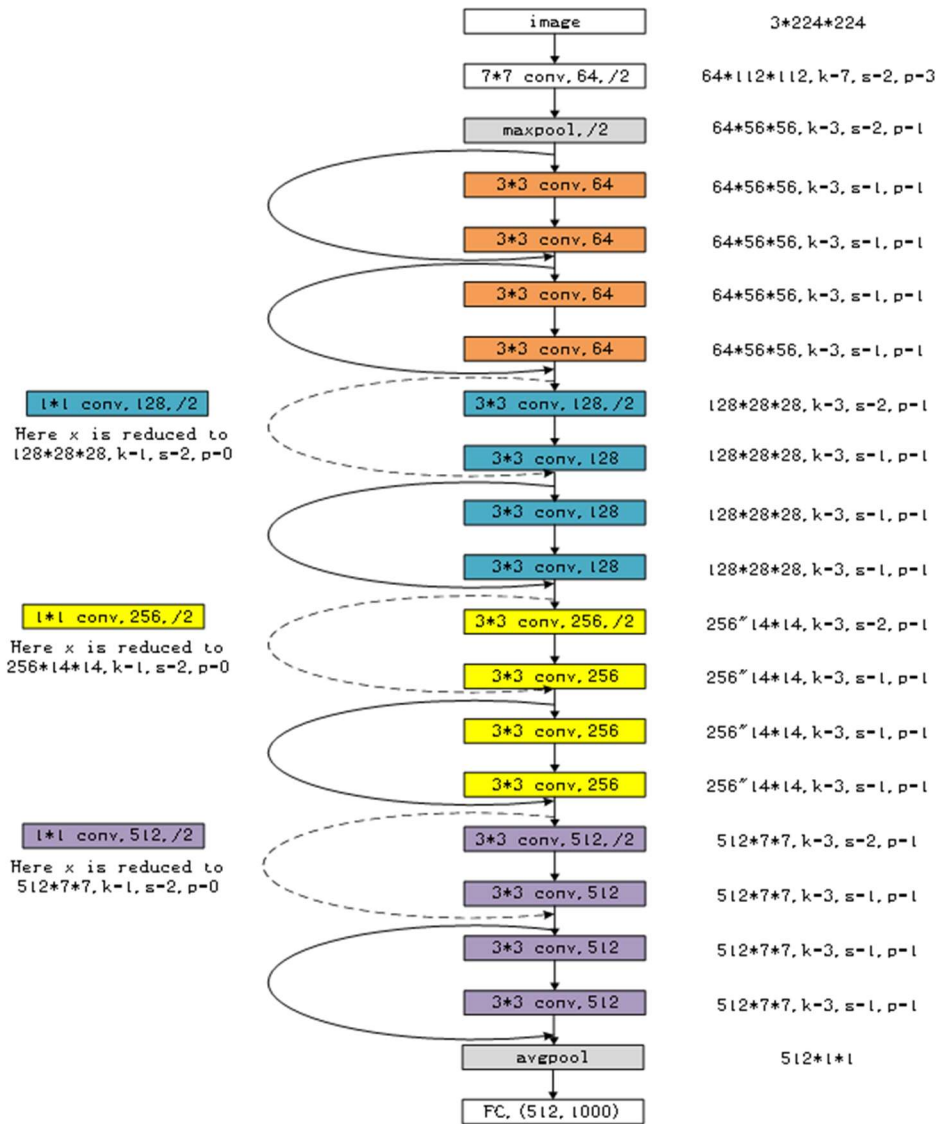 image 3*224*224
7*7 conv, 64, /2 64*112*112, k=7, s=2, p=3
maxpool, /2 64*56*56, k=3, s=2, p=1
3*3 conv, 64 64*56*56, k=3, s=1, p=1
3*3 conv, 64 64*56*56, k=3, s=1, p=1
3*3 conv, 64 64*56*56, k=3, s=1, p=1
3*3 conv, 64 64*56*56, k=3, s=1, p=1
1*1 conv, 128, /2 3*3 conv, 128, /2 128*28*28, k=3, s=2, p=1
Here x is reduced to
128*28*28, k=1, s=2, p=0 3*3 conv, 128 128*28*28, k=3, s=1, p=1
3*3 conv, 128 128*28*28, k=3, s=1, p=1
3*3 conv, 128 128*28*28, k=3, s=1, p=1
1*1 conv, 256, /2 3*3 conv, 256, /2 256"14*14, k=3, s=2, p=1
Here x is reduced to
256*14*14, k=1, s=2, p=0 3*3 conv, 256 256"14*14, k=3, s=1, p=1
3*3 conv, 256 256"14*14, k=3, s=1, p=1
3*3 conv, 256 256"14*14, k=3, s=1, p=1
1*1 conv, 512, /2 3*3 conv, 512, /2 512*7*7, k=3, s=2, p=1
Here x is reduced to
512*7*7, k=1, s=2, p=0 3*3 conv, 512 512*7*7, k=3, s=1, p=1
3*3 conv, 512 512*7*7, k=3, s=1, p=1
3*3 conv, 512 512*7*7, k=3, s=1, p=1
avgpool 512*1*1
FC, (512, 1000)